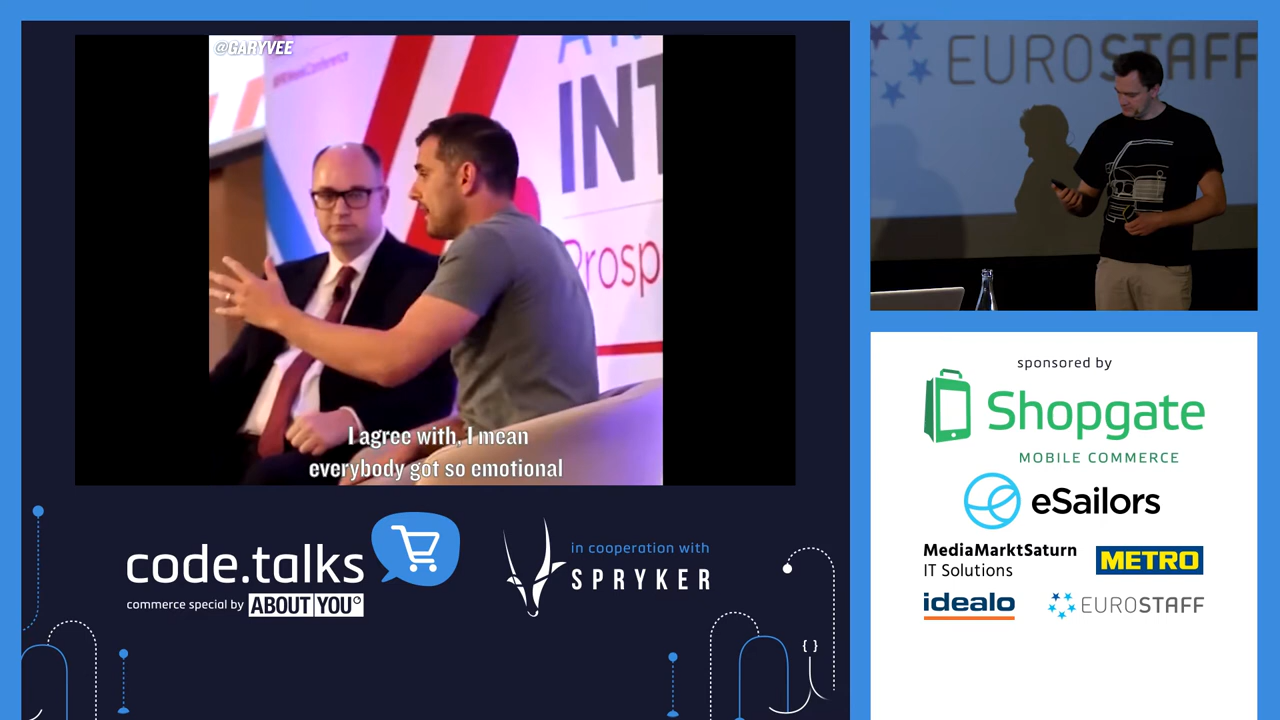 @GARYVEE
INT
Prosp
I agree with, I mean
everybody got so emotional
code.talks
commerce special by ABOUT YOU°
in cooperation with
SPRYKER
{ }
EUROSTAFF
sponsored by
Shopgate
MOBILE COMMERCE
eSailors
MediaMarktSaturn
IT Solutions
METRO
idealo
EUROSTAFF